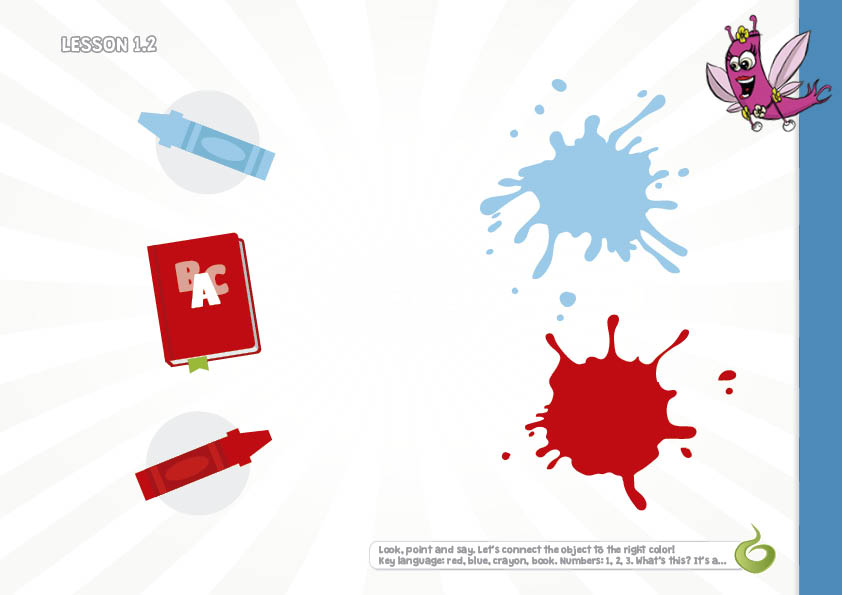 LESSON 1.2
B C
A
Look, point and say. Let's connect the object to the right color!
Key language: red, blue, crayon, book. Numbers: 1, 2, 3. What's this? It's a...